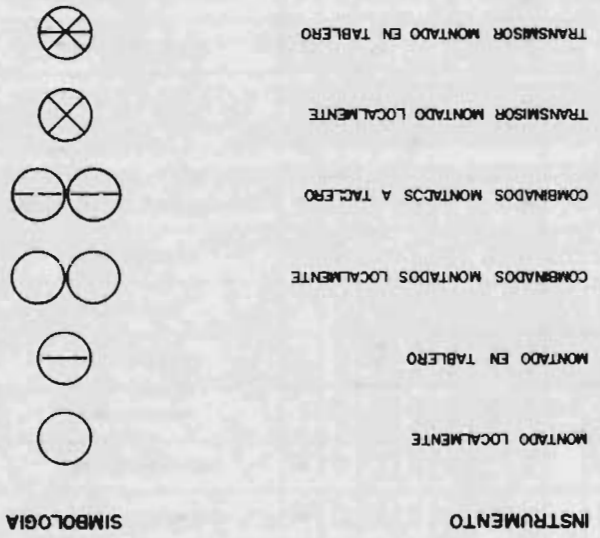 INSTRUMENTO SIMBOLOGIA
MONTADO LOCALMENTE
MONTADO EN TABLERO
COMBINADOS MONTADOS LOCALMENTE
COMBINADOS MONTADOS A TABLERO
TRANSMISOR MONTADO LOCALMENTE
TRANSMISOR MONTADO EN TABLERO